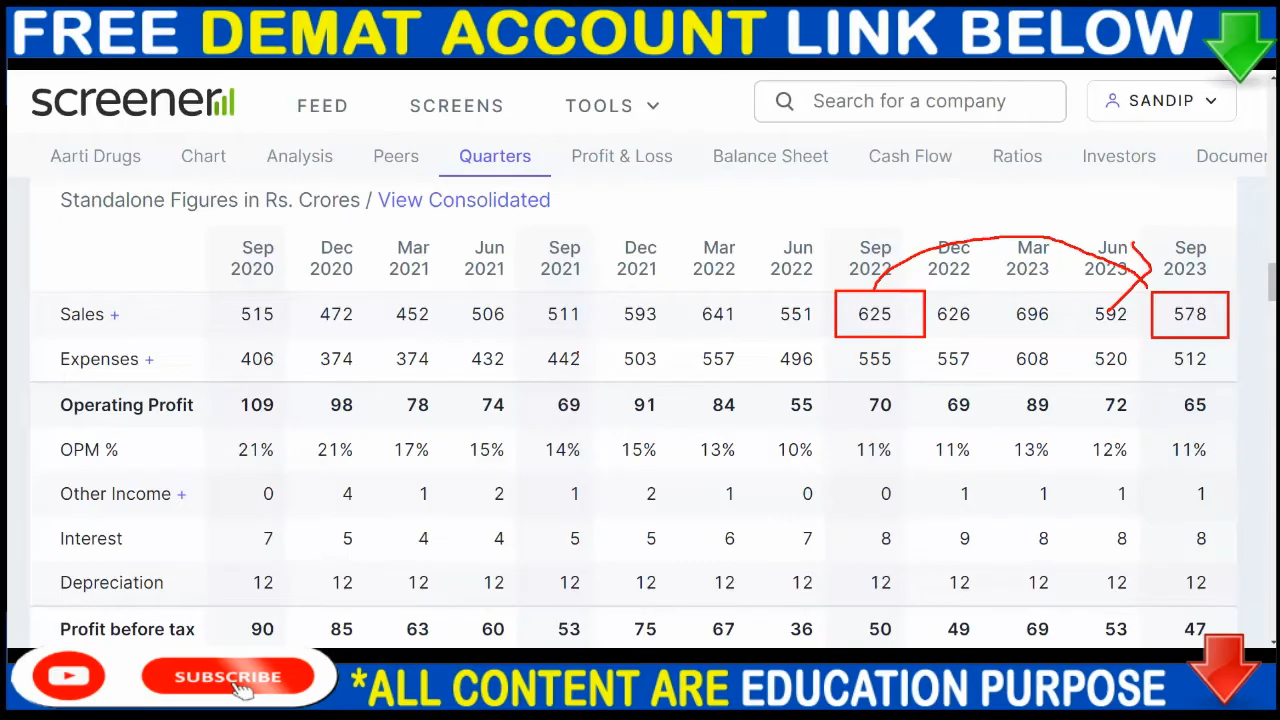 FREE DEMAT ACCOUNT LINK BELOW
screener FEED SCREENS TOOLS Search for a company SANDIP
Aarti Drugs Chart Analysis Peers Quarters Profit & Loss Balance Sheet Cash Flow Ratios Investors Documen
Standalone Figures in Rs. Crores / View Consolidated
Sep Dec Mar Jun Sep Dec Mar Jun Sep Dec Mar Jun Sep
2020 2020 2021 2021 2021 2021 2022 2022 2022 2022 2023 2023 2023
Sales + 515 472 452 506 511 593 641 551 625 626 696 592 578
Expenses + 406 374 374 432 442 503 557 496 555 557 608 520 512
Operating Profit 109 98 78 74 69 91 84 55 70 69 89 72 65
OPM % 21% 21% 17% 15% 14% 15% 13% 10% 11% 11% 13% 12% 11%
Other Income + 0 4 1 2 1 2 1 0 0 1 1 1 1
Interest 7 5 4 4 5 5 6 7 8 9 8 8 8
Depreciation 12 12 12 12 12 12 12 12 12 12 12 12 12
Profit before tax 90 85 63 60 53 75 67 36 50 49 69 53 47
SUBSCRIBE
*ALL CONTENT ARE EDUCATION PURPOSE